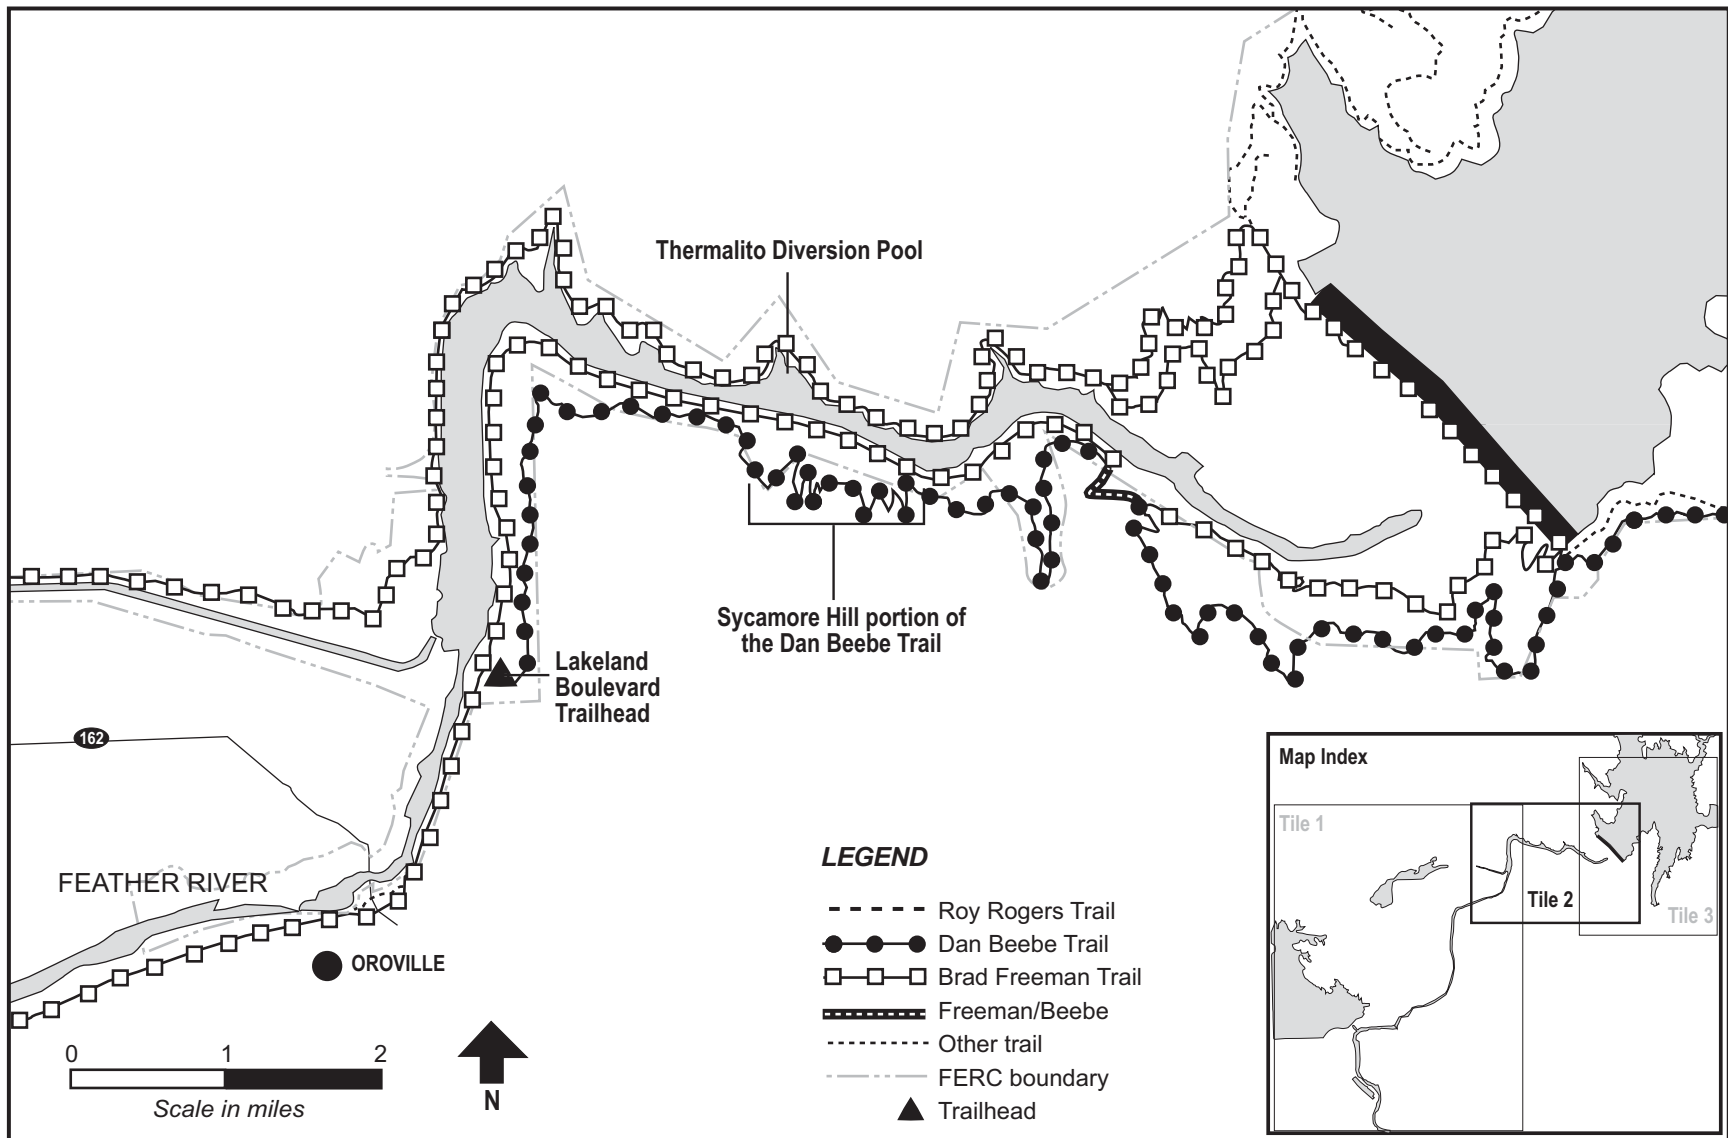 Thermalito Diversion Pool
Sycamore Hill portion of
the Dan Beebe Trail
Lakeland
Boulevard
Trailhead
162
FEATHER RIVER
OROVILLE
0 1 2
Scale in miles
N
LEGEND
Roy Rogers Trail
Dan Beebe Trail
Brad Freeman Trail
Freeman/Beebe
Other trail
FERC boundary
Trailhead
Map Index
Tile 1
Tile 2
Tile 3